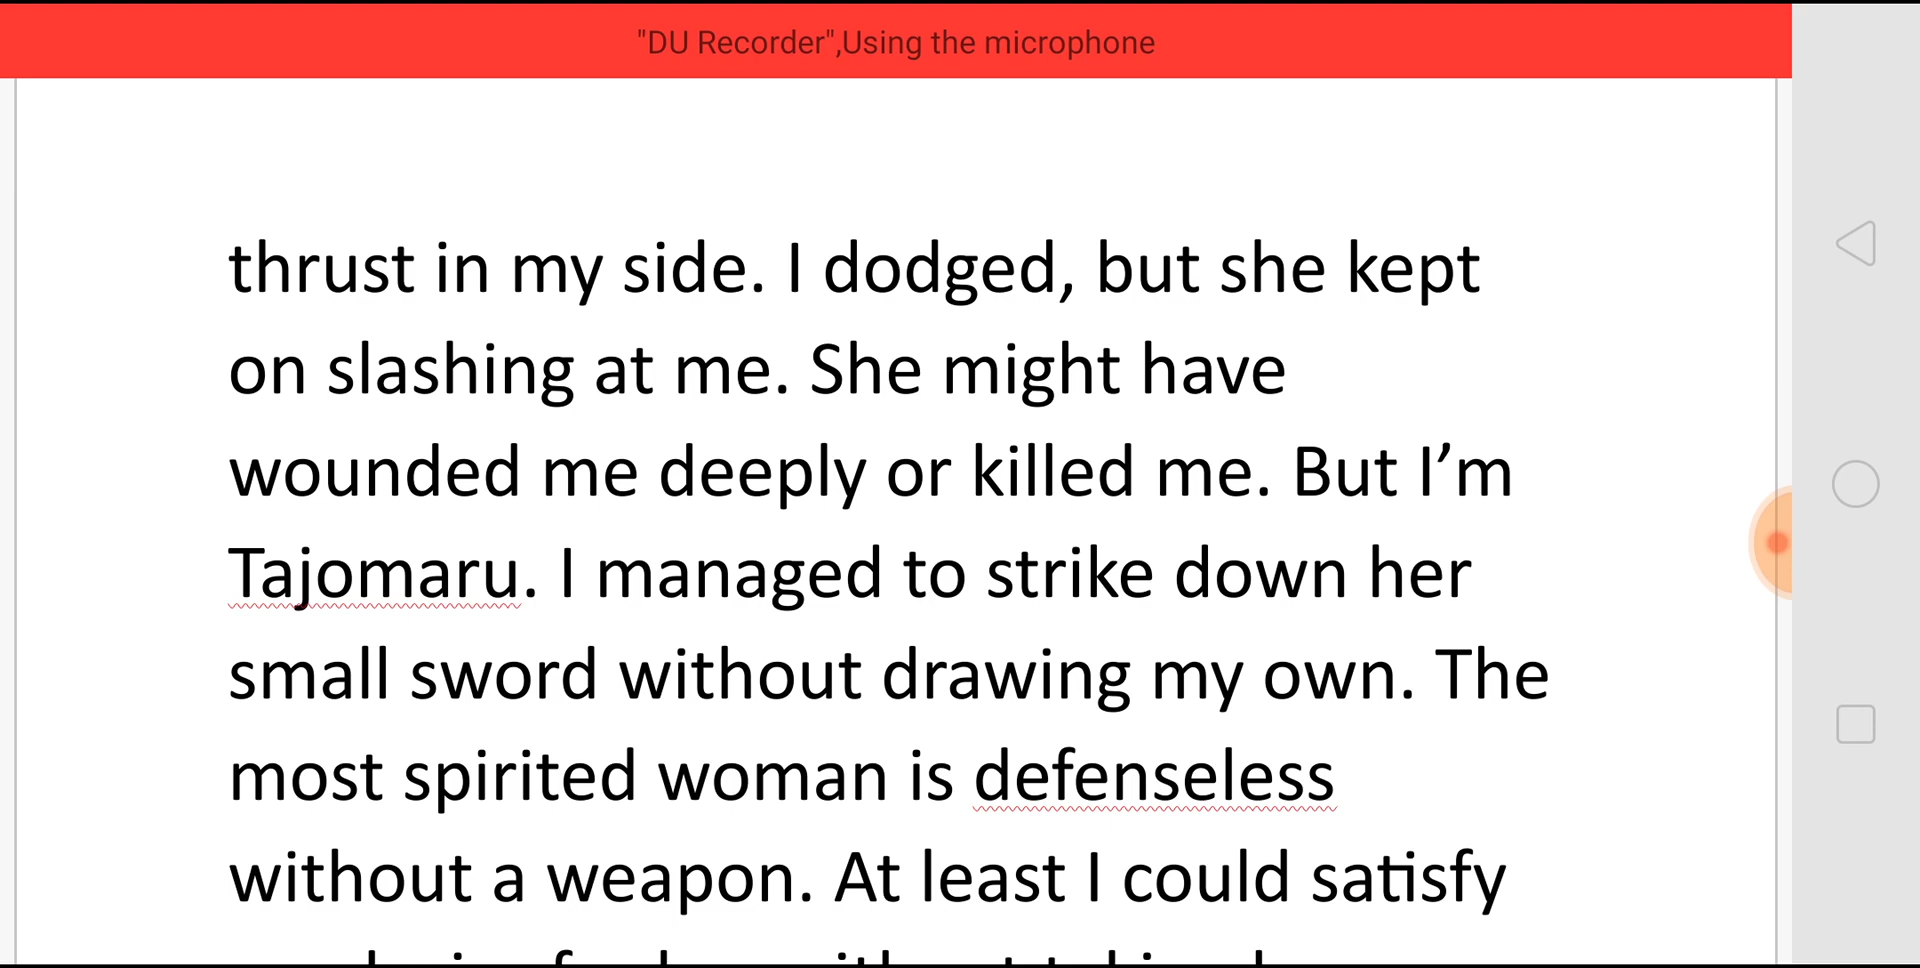 "DU Recorder",Using the microphone
thrust in my side. I dodged, but she kept
on slashing at me. She might have
wounded me deeply or killed me. But I’m
Tajomaru. I managed to strike down her
small sword without drawing my own. The
most spirited woman is defenseless
without a weapon. At least I could satisfy